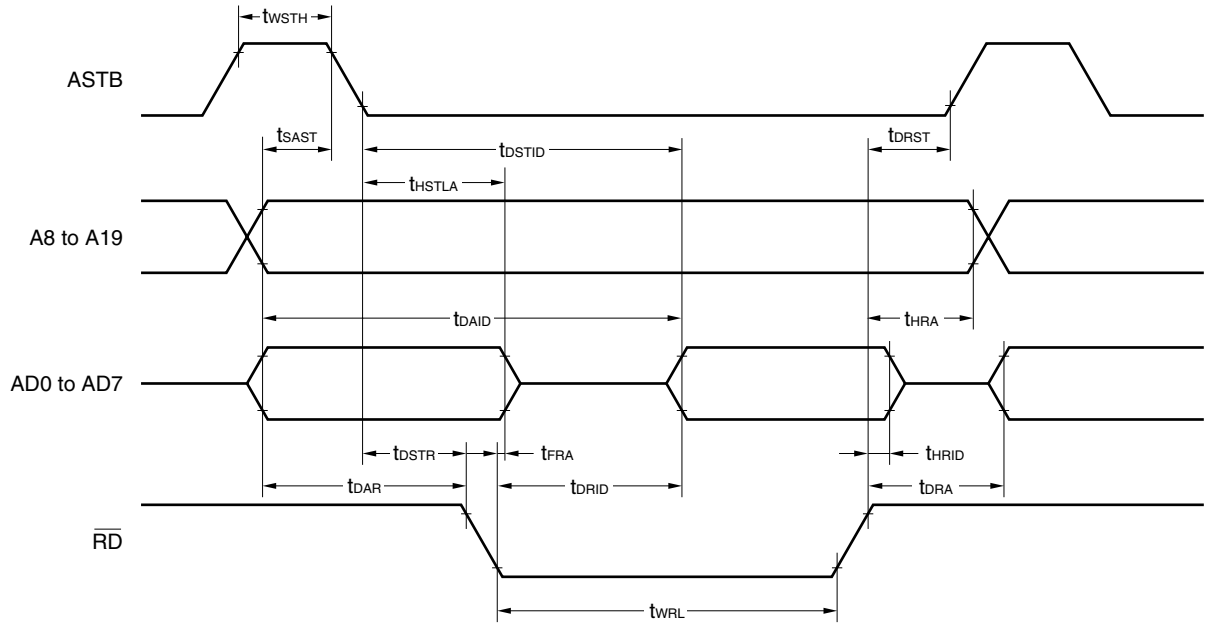 tWSTH
ASTB
tSAST
tDSTID
tDRST
tHSTLA
A8 to A19
tDAID
tHRA
AD0 to AD7
tDSTR
tFRA
tHRID
tDAR
tDRID
tDRA
RD
tWRL